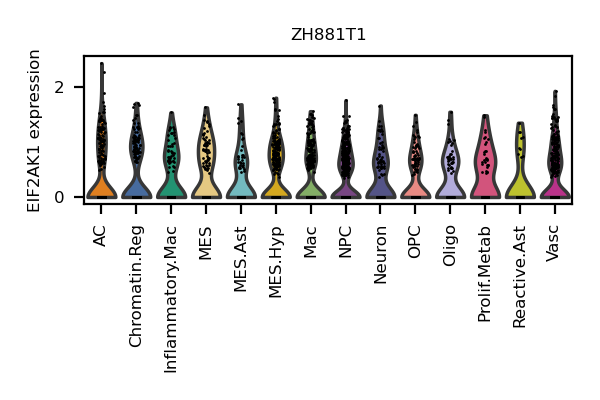 ZH881T1
EIF2AK1 expression
2
0
AC
Chromatin.Reg
Inflammatory.Mac
MES
MES.Ast
MES.Hyp
Mac
NPC
Neuron
OPC
Oligo
Prolif.Metab
Reactive.Ast
Vasc